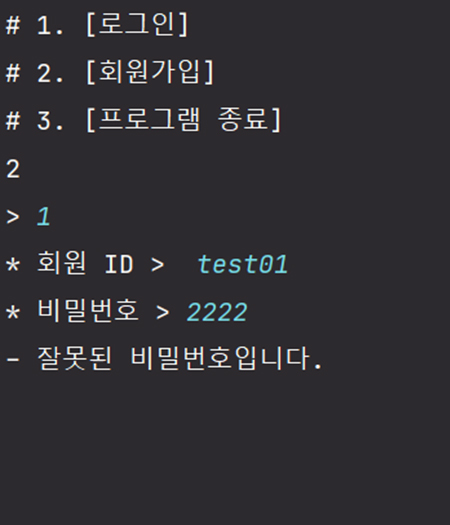 # 1. [로그인]
# 2. [회원가입]
# 3. [프로그램 종료]
2
> 1
* 회원 ID >  test01
* 비밀번호 > 2222
- 잘못된 비밀번호입니다.